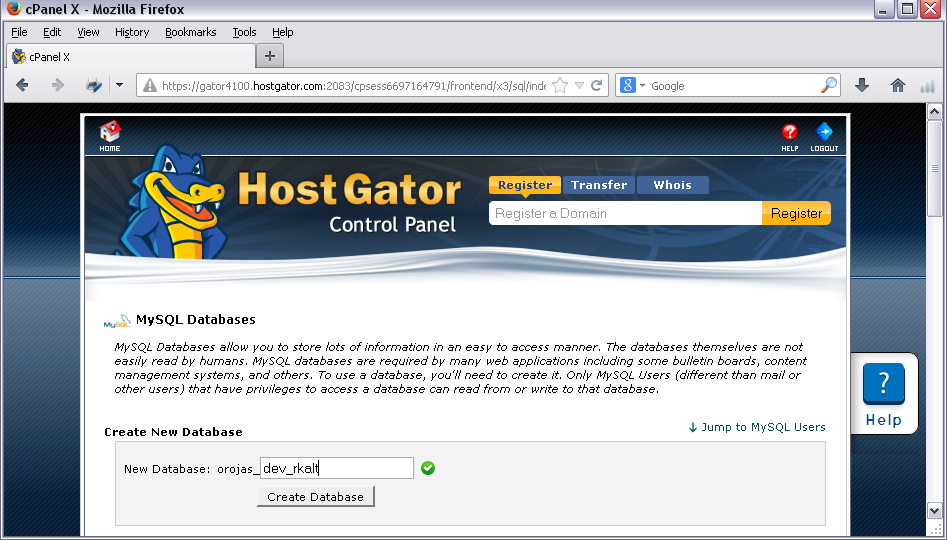 cPanel X - Mozilla Firefox
File Edit View History Bookmarks Tools Help
cPanel X
https://gator4100.hostgator.com:2083/cpsess6697164791/frontend/x3/sql/inde
Google
HOME
HELP LOGOUT
HostGator
Control Panel
Register Transfer Whois
Register a Domain Register
MySQL MySQL Databases
MySQL Databases allow you to store lots of information in an easy to access manner. The databases themselves are not
easily read by humans. MySQL databases are required by many web applications including some bulletin boards, content
management systems, and others. To use a database, you'll need to create it. Only MySQL Users (different than mail or
other users) that have privileges to access a database can read from or write to that database.
? Help
Jump to MySQL Users
Create New Database
New Database: orojas_dev_rkalt
Create Database